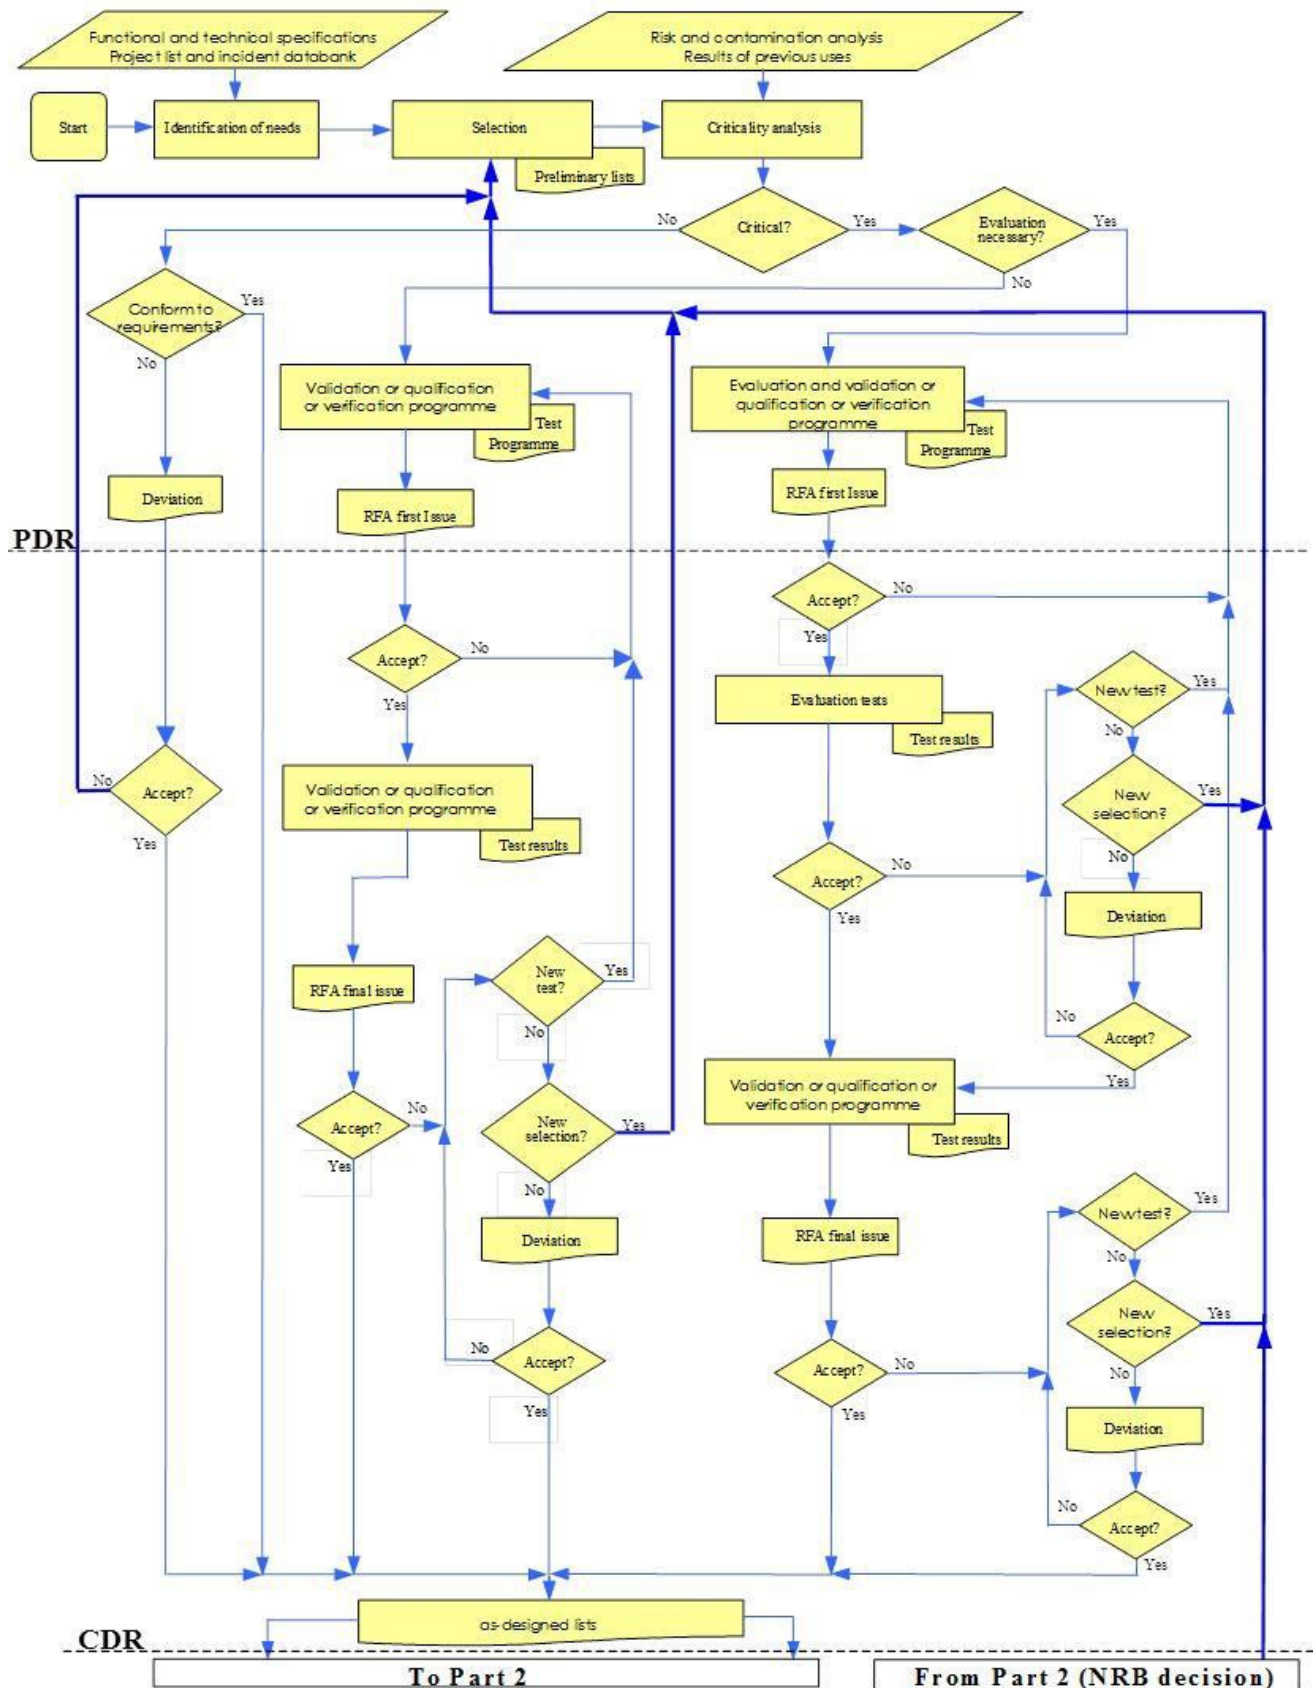 Functional and technical specifications
Project list and incident databank
Risk and contamination analysis
Results of previous uses
Start
Identification of needs
Selection
Criticality analysis
Preliminary lists
No
Critical?
Yes
Evaluation
necessary?
Yes
No
Conform to
requirements?
Yes
No
Validation or qualification
or verification programme
Test
Programme
Evaluation and validation or
qualification or verification
programme
Test
Programme
Deviation
RFA first Issue
RFA first Issue
PDR
Accept?
No
Yes
Accept?
No
Yes
Evaluation tests
Test results
New test?
Yes
No
New
selection?
Yes
No
No
Accept?
Yes
Validation or qualification
or verification programme
Test results
Accept?
No
Yes
Deviation
New
test?
Yes
No
RFA final issue
No
Accept?
Yes
Validation or qualification or
verification programme
Test results
Accept?
No
Yes
New
selection?
Yes
No
New test?
Yes
No
Deviation
RFA final issue
New
selection?
Yes
No
No
Accept?
Yes
Accept?
No
Yes
Deviation
No
Accept?
Yes
as-designed lists
CDR
To Part 2
From Part 2 (NRB decision)